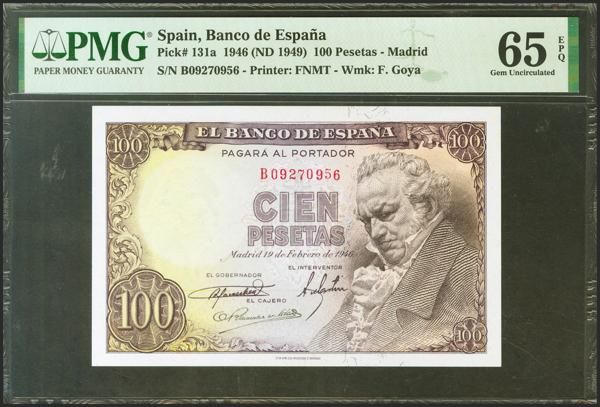 PMG
PAPER MONEY GUARANTY
Spain, Banco de España
Pick# 131a 1946 (ND 1949) 100 Pesetas - Madrid
S/N B09270956 - Printer: FNMT - Wmk: F. Goya
65
EPQ
Gem Uncirculated
100
EL BANCO DE ESPAÑA
100
PAGARÁ AL PORTADOR
B09270956
CIEN
PESETAS
Madrid 19 de Febrero de 1946
EL GOBERNADOR
EL INTERVENTOR
EL CAJERO
100
100